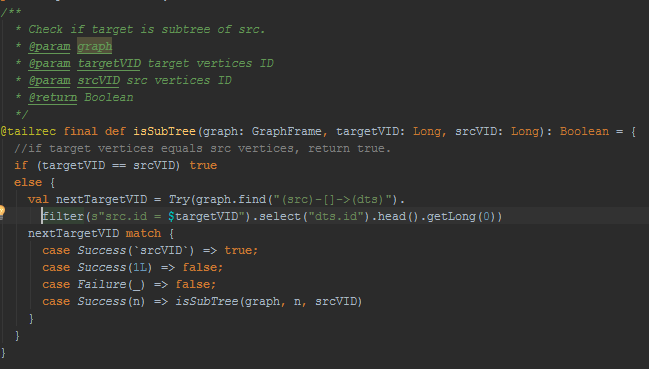 /**
* Check if target is subtree of src.
* @param graph
* @param targetVID target vertices ID
* @param srcVID src vertices ID
* @return Boolean
*/
@tailrec final def isSubTree(graph: GraphFrame, targetVID: Long, srcVID: Long): Boolean = {
//if target vertices equals src vertices, return true.
if (targetVID == srcVID) true
else {
val nextTargetVID = Try(graph.find("(src)-[]->(dts)").
filter(s"src.id = $targetVID").select("dts.id").head().getLong(0))
nextTargetVID match {
case Success(`srcVID`) => true;
case Success(1L) => false;
case Failure(_) => false;
case Success(n) => isSubTree(graph, n, srcVID)
}
}
}